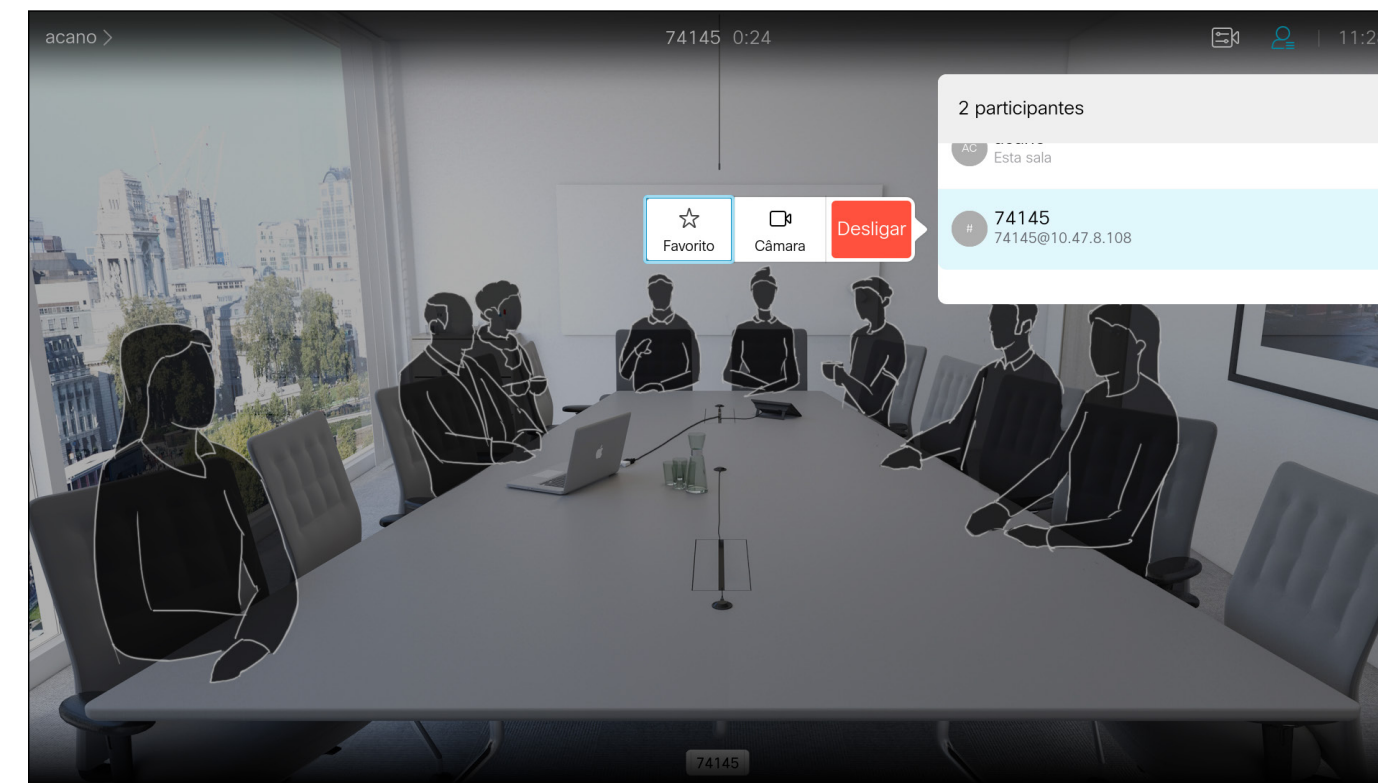 acano >
74145 0:24
11:2
2 participantes
AC
Esta sala
Favorito
Câmara
Desligar
#
74145
74145@10.47.8.108
74145